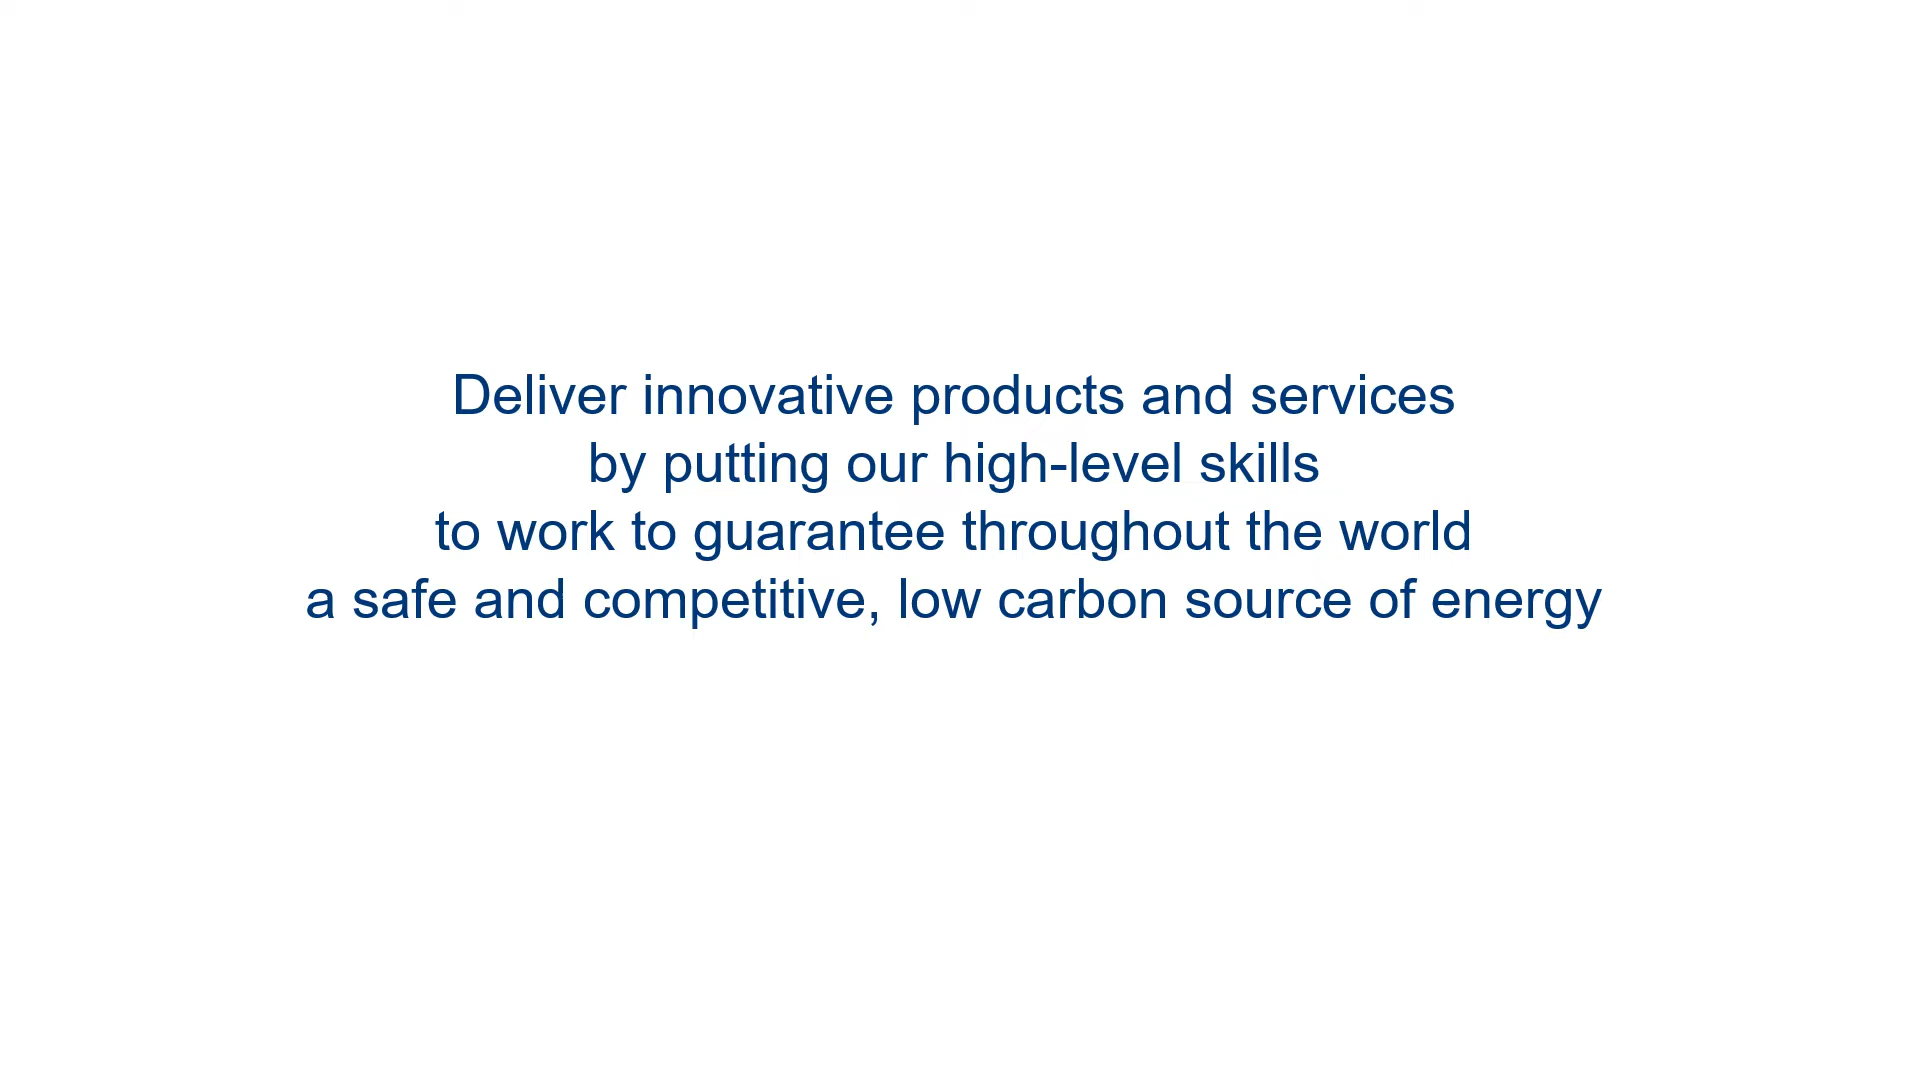 Deliver innovative products and services
by putting our high-level skills
to work to guarantee throughout the world
a safe and competitive, low carbon source of energy